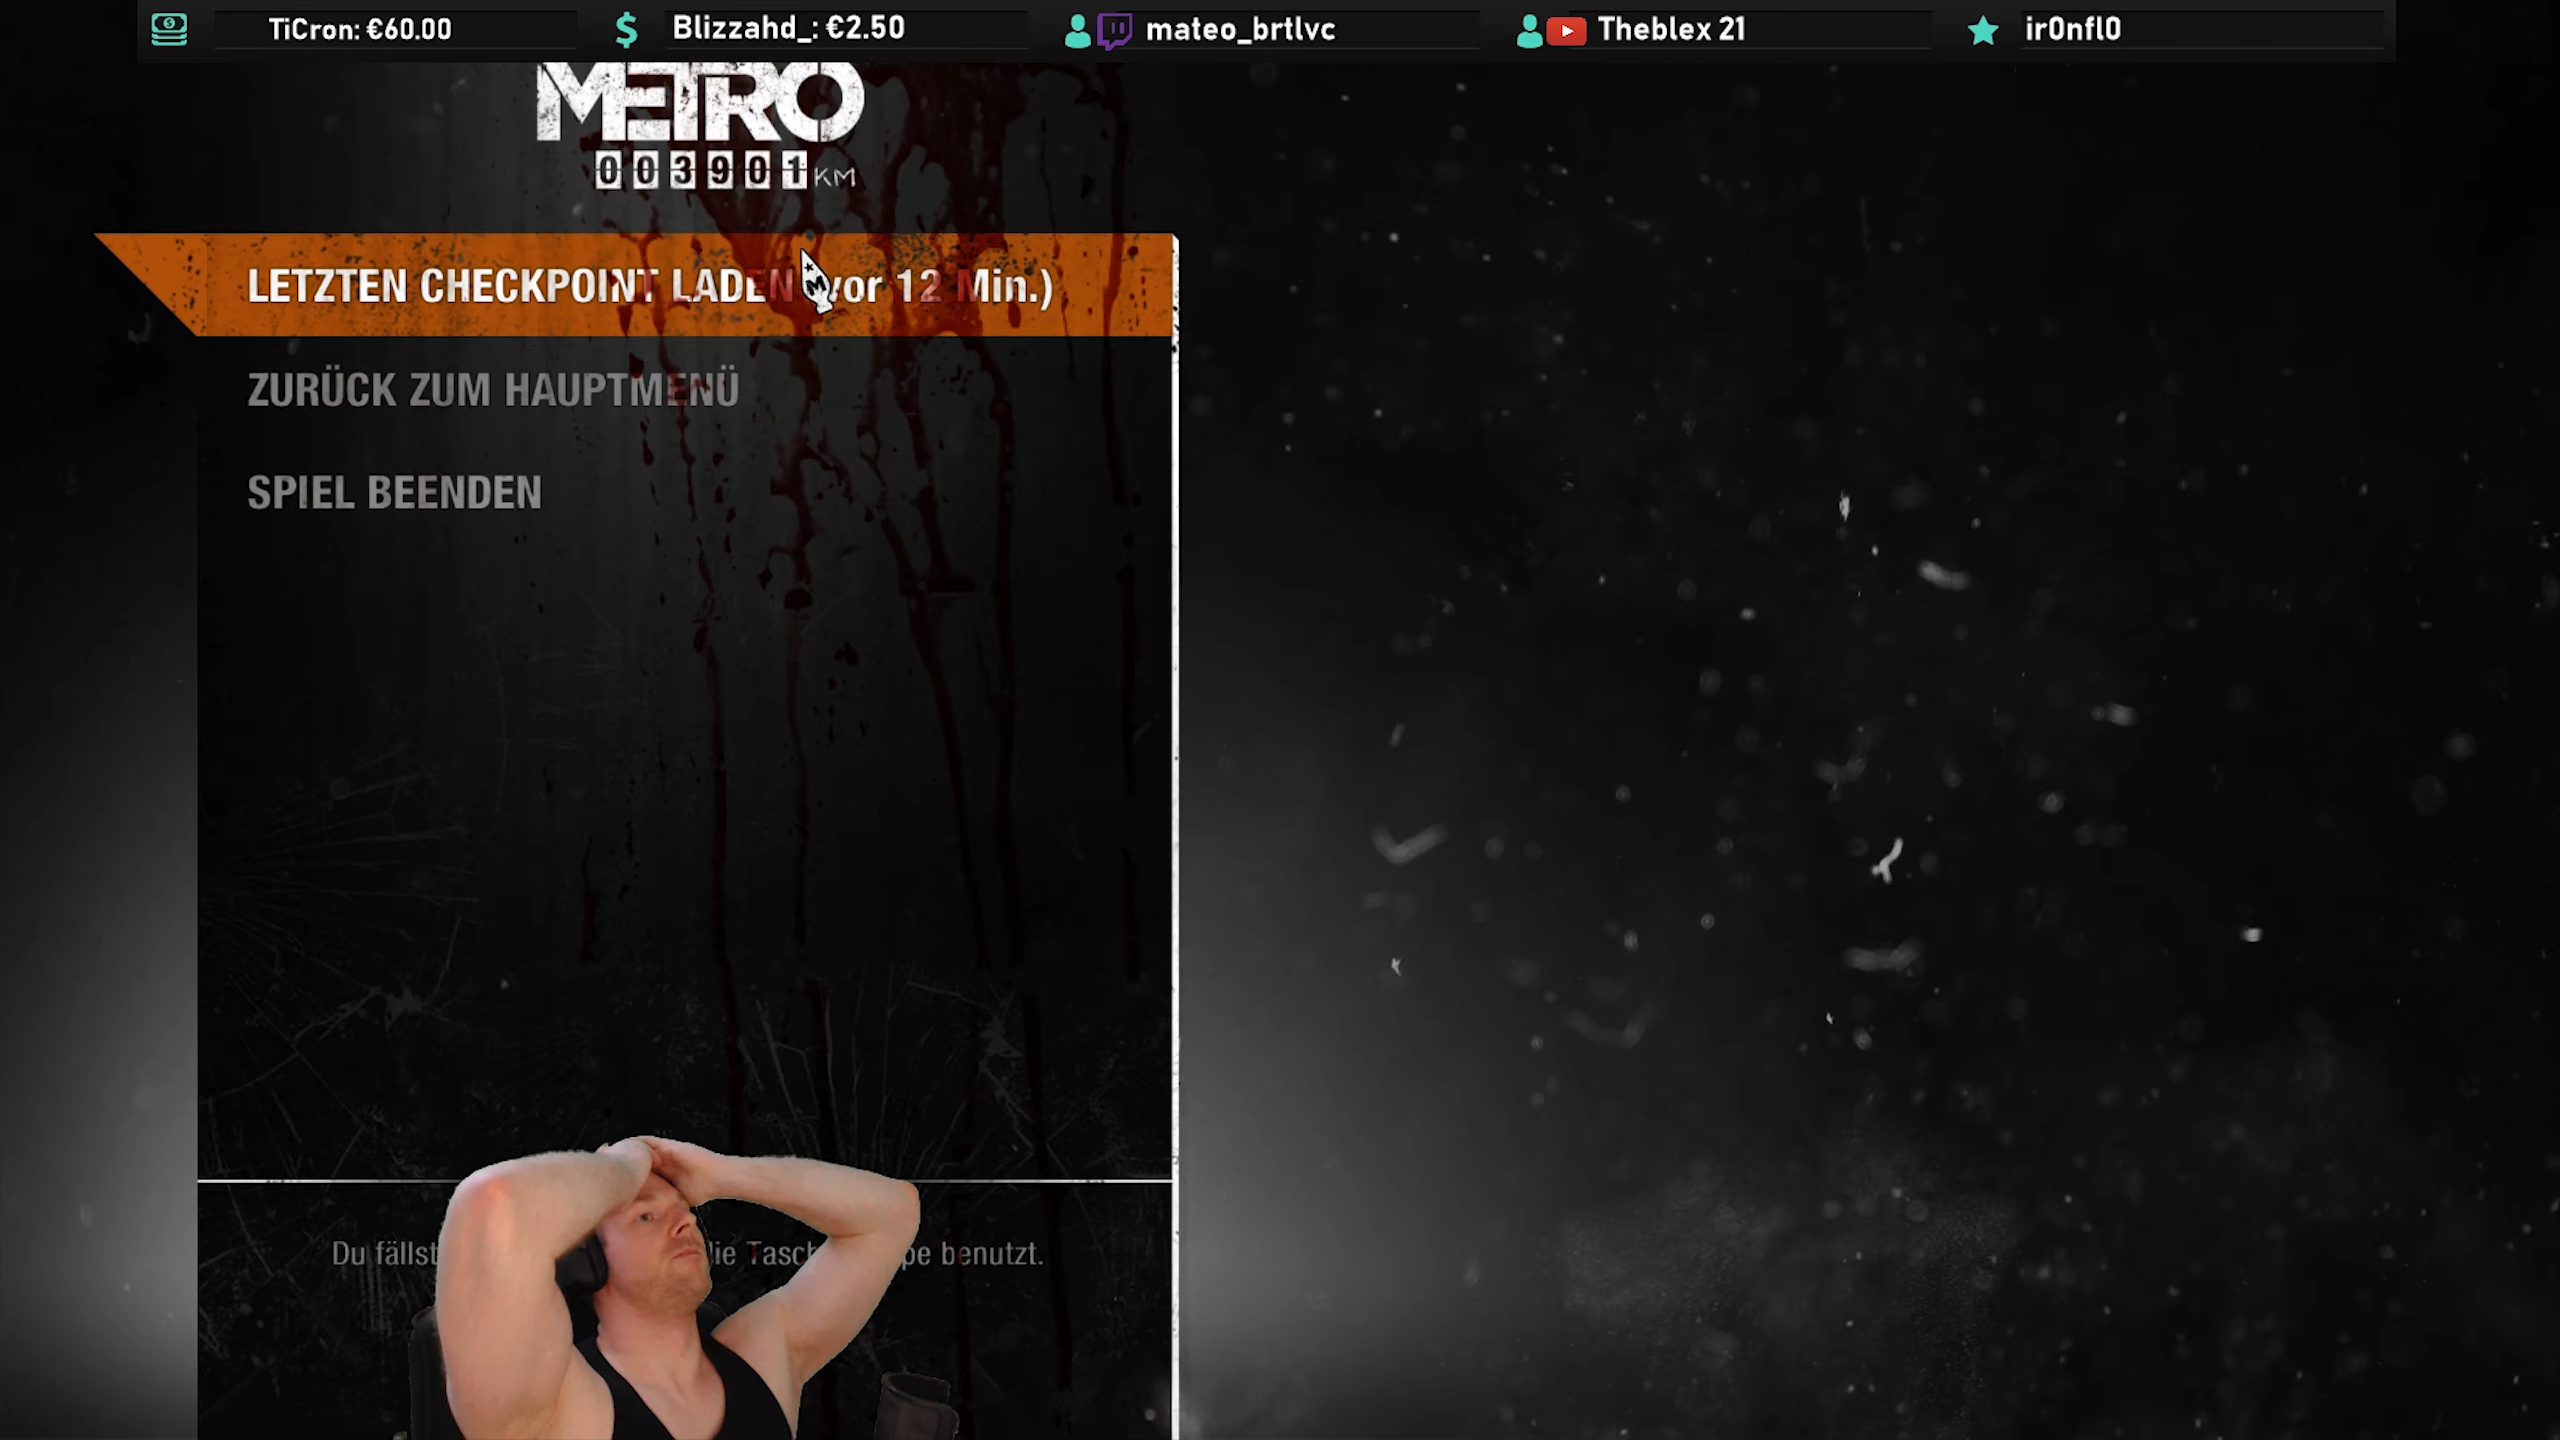 TiCron: €60.00
Blizzahd_: €2.50
mateo_brtlvc
Theblex 21
ir0nfl0
METRO
003901 KM
LETZTEN CHECKPOINT LADEN vor 12 Min.)
ZURÜCK ZUM HAUPTMENÜ
SPIEL BEENDEN
Du fällst benutzt.